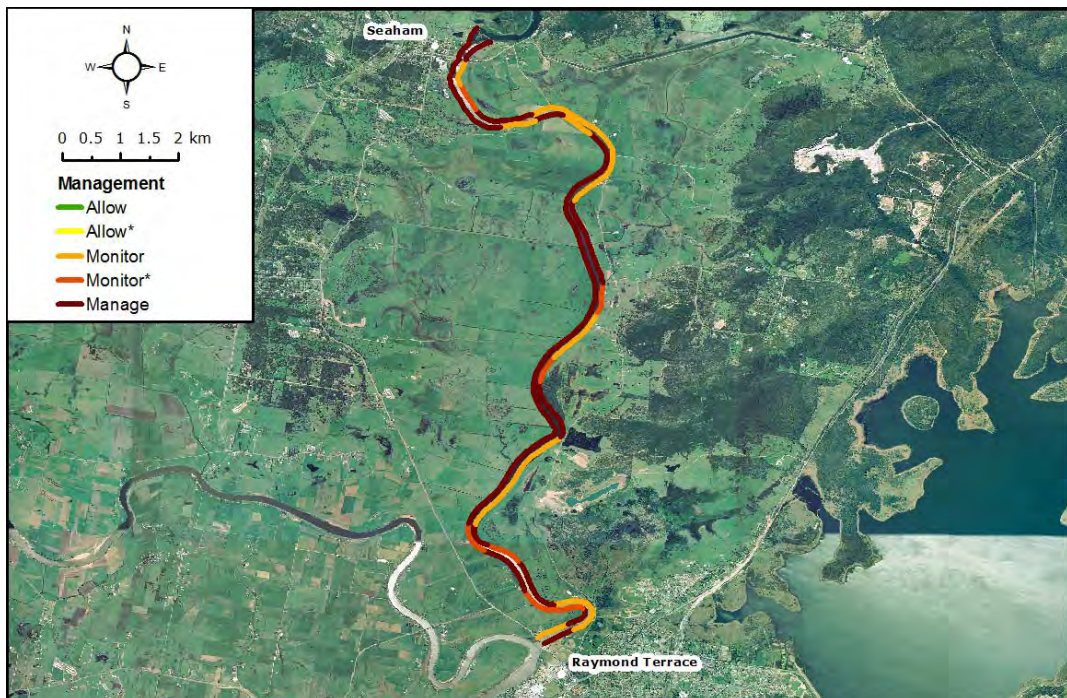 N
W E
S
0 0.5 1 1.5 2 km
Management
Allow
Allow*
Monitor
Monitor*
Manage
Seaham
Raymond Terrace